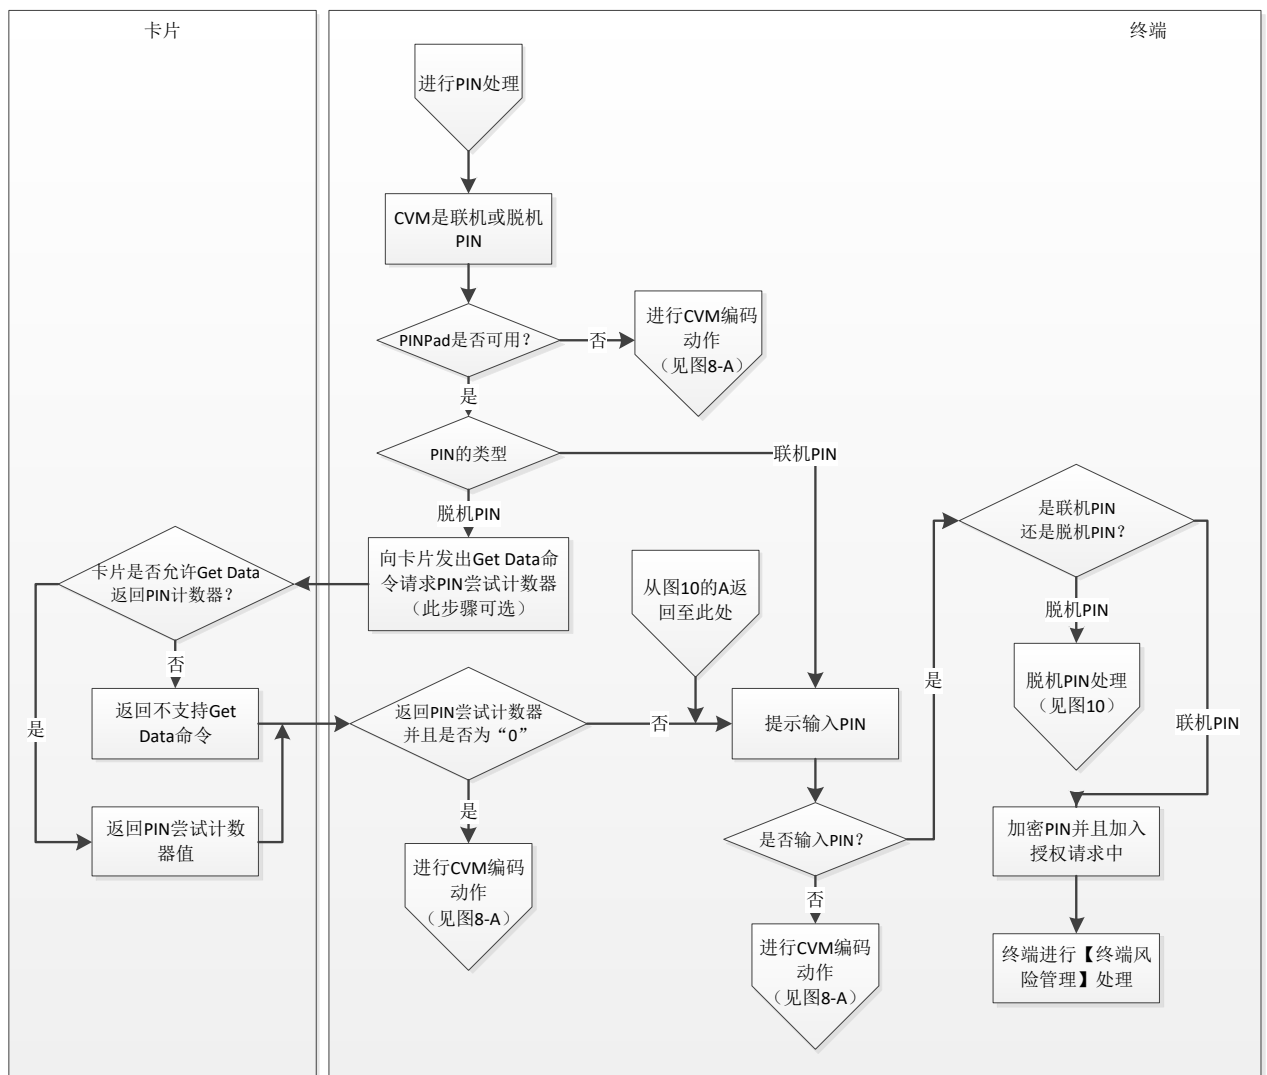 卡片
终端
进行PIN处理
CVM是联机或脱机
PIN
PINPad是否可用？
否
进行CVM编码
动作
（见图8-A）
是
PIN的类型
联机PIN
脱机PIN
向卡片发出Get Data命
令请求PIN尝试计数器
（此步骤可选）
卡片是否允许Get Data
返回PIN计数器？
否
是
返回不支持Get
Data命令
返回PIN尝试计数
器值
返回PIN尝试计数器
并且是否为“0”
否
是
进行CVM编码
动作
（见图8-A）
从图10的A返
回至此处
提示输入PIN
是否输入PIN？
是
否
进行CVM编码
动作
（见图8-A）
是联机PIN
还是脱机PIN？
脱机PIN
脱机PIN处理
（见图10）
联机PIN
加密PIN并且加入
授权请求中
终端进行【终端风
险管理】处理